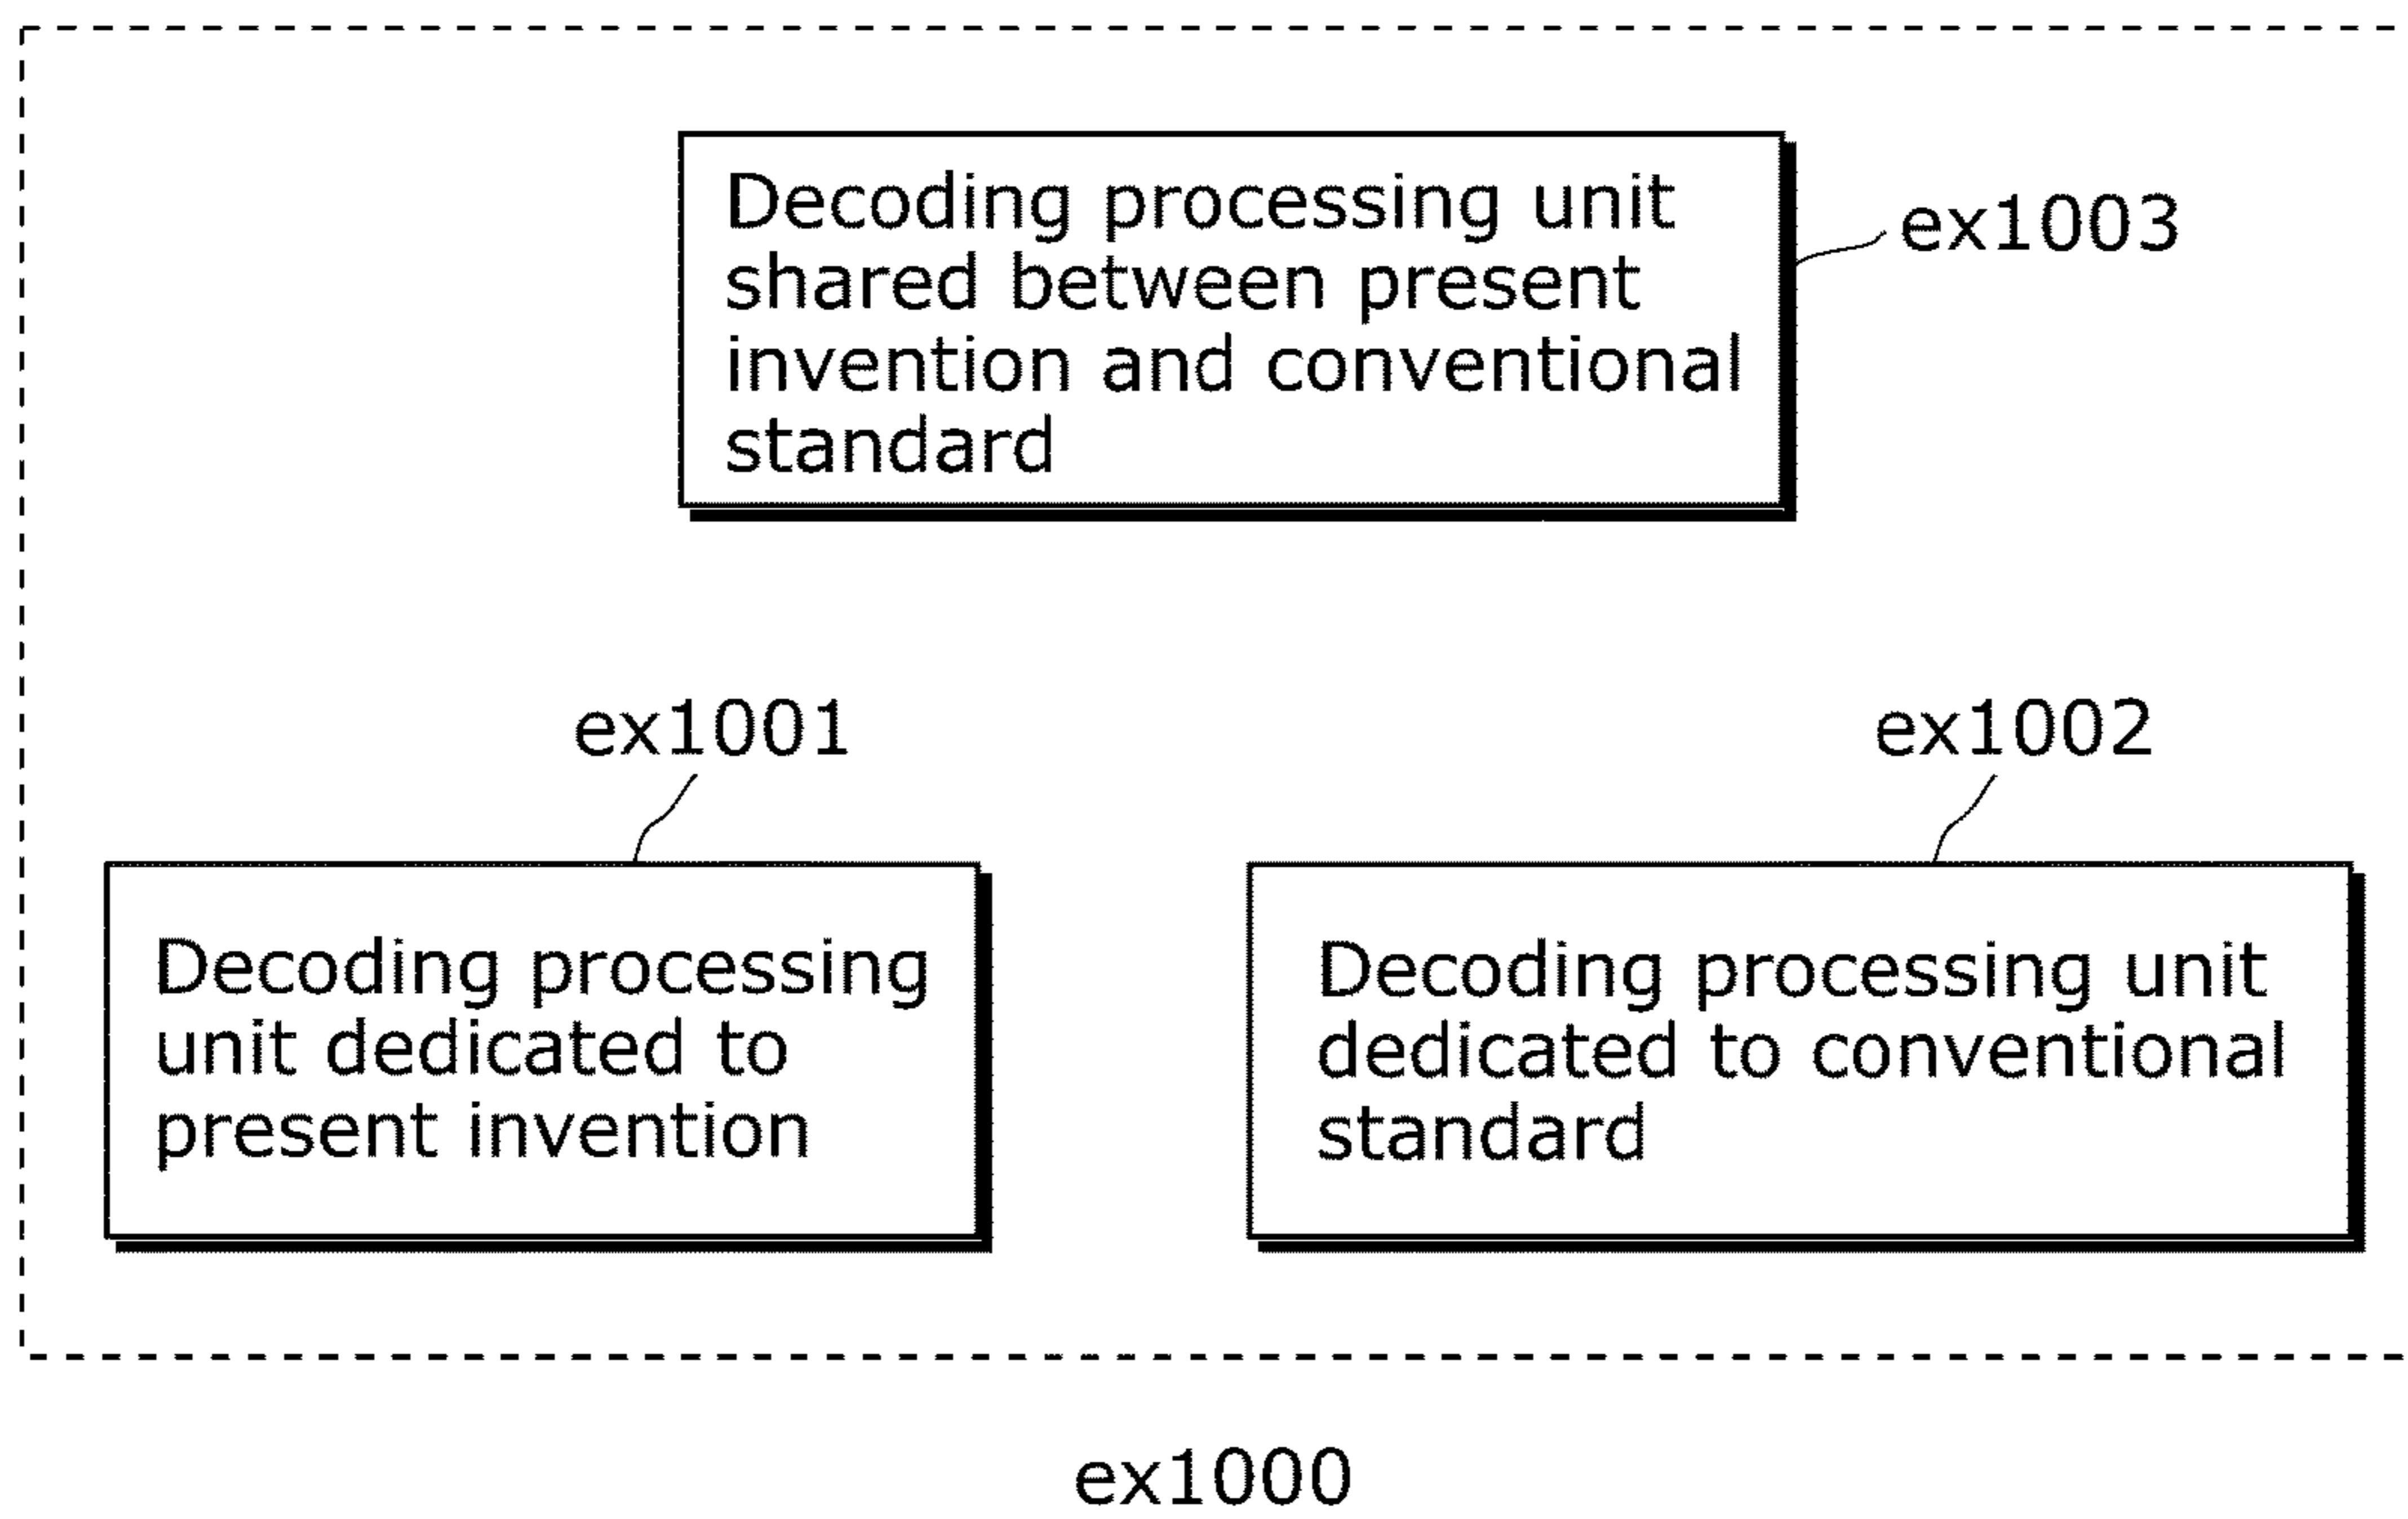 Decoding processing unit
shared between present
invention and conventional
standard
ex1003
ex1001
ex1002
Decoding processing
unit dedicated to
present invention
Decoding processing unit
dedicated to conventional
standard
ex1000